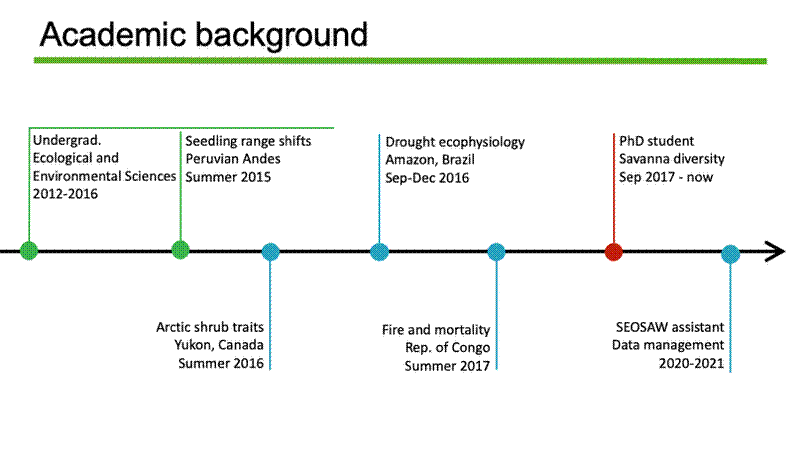 Academic background
Undergrad.
Ecological and
Environmental Sciences
2012-2016
Seedling range shifts
Peruvian Andes
Summer 2015
Drought ecophysiology
Amazon, Brazil
Sep-Dec 2016
PhD student
Savanna diversity
Sep 2017 - now
Arctic shrub traits
Yukon, Canada
Summer 2016
Fire and mortality
Rep. of Congo
Summer 2017
SEOSAW assistant
Data management
2020-2021